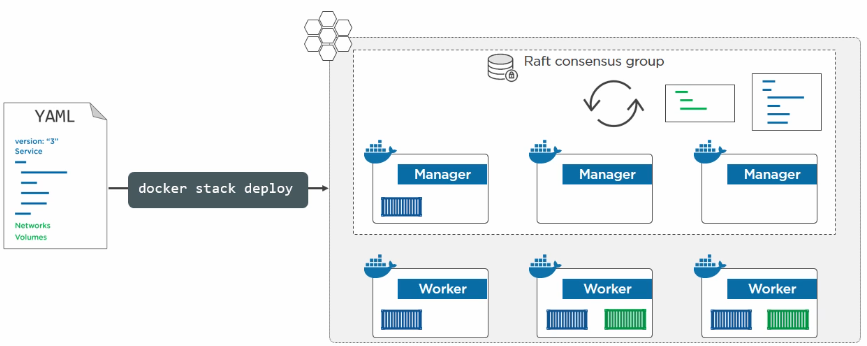 YAML
version: "3"
Service
Networks
Volumes
docker stack deploy
Raft consensus group
Manager
Manager
Manager
Worker
Worker
Worker